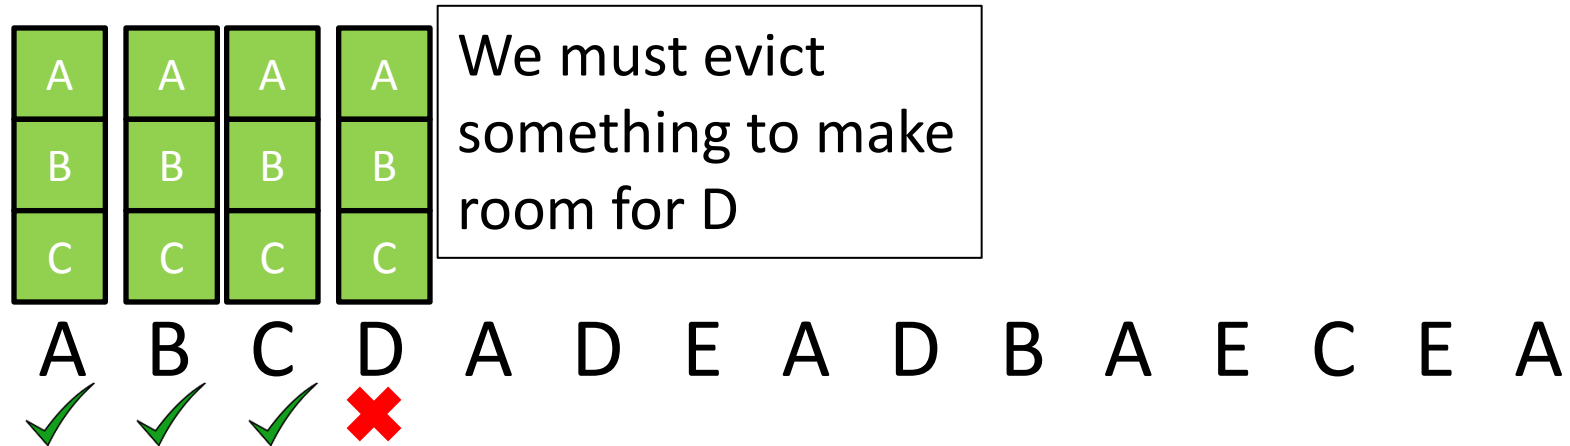 A A A A
B B B B
C C C C
We must evict
something to make
room for D
A B C D A D E A D B A E C E A